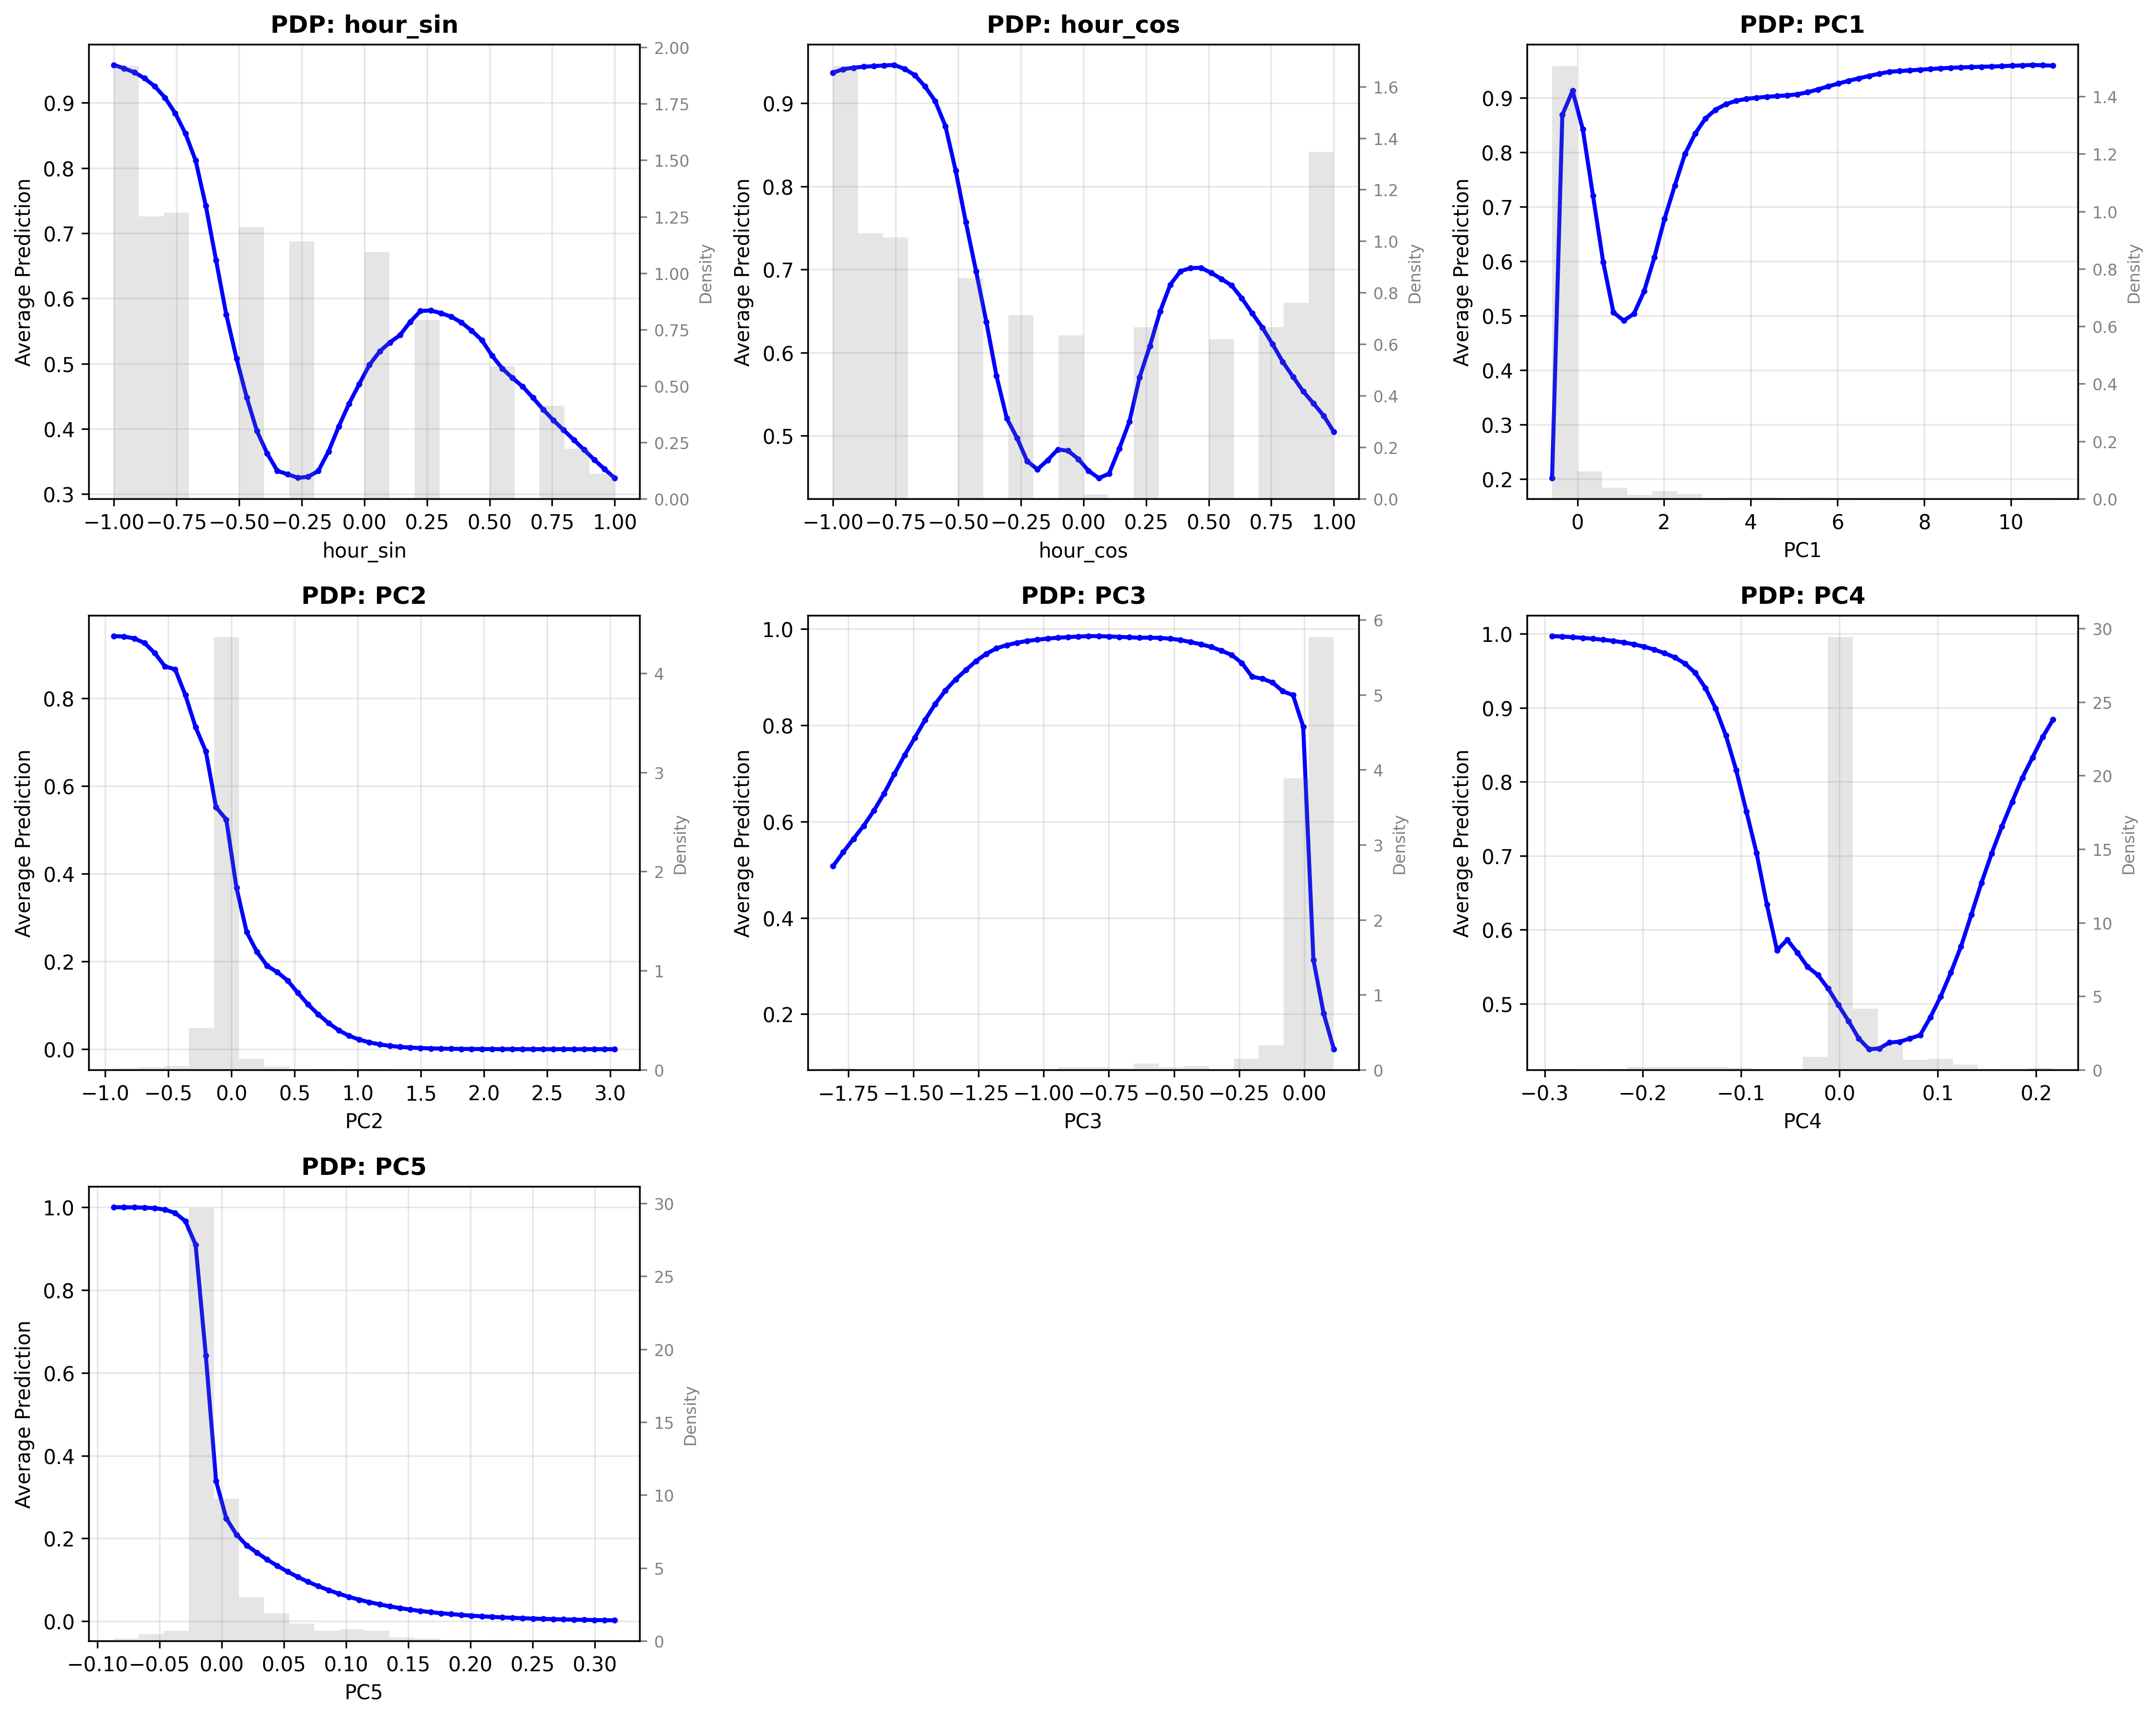 PDP: hour_sin
PDP: hour_cos
PDP: PC1
Average Prediction
0.9
0.8
0.7
0.6
0.5
0.4
0.3
2.00
1.75
1.50
1.25
1.00
0.75
0.50
0.25
0.00
Density
−1.00 −0.75 −0.50 −0.25 0.00 0.25 0.50 0.75 1.00
hour_sin
Average Prediction
0.9
0.8
0.7
0.6
0.5
1.6
1.4
1.2
1.0
0.8
0.6
0.4
0.2
0.0
Density
−1.00 −0.75 −0.50 −0.25 0.00 0.25 0.50 0.75 1.00
hour_cos
Average Prediction
0.9
0.8
0.7
0.6
0.5
0.4
0.3
0.2
1.4
1.2
1.0
0.8
0.6
0.4
0.2
0.0
Density
0 2 4 6 8 10
PC1
PDP: PC2
PDP: PC3
PDP: PC4
Average Prediction
0.8
0.6
0.4
0.2
0.0
4
3
2
1
0
Density
−1.0 −0.5 0.0 0.5 1.0 1.5 2.0 2.5 3.0
PC2
Average Prediction
1.0
0.8
0.6
0.4
0.2
6
5
4
3
2
1
0
Density
−1.75 −1.50 −1.25 −1.00 −0.75 −0.50 −0.25 0.00
PC3
Average Prediction
1.0
0.9
0.8
0.7
0.6
0.5
30
25
20
15
10
5
0
Density
−0.3 −0.2 −0.1 0.0 0.1 0.2
PC4
PDP: PC5
Average Prediction
1.0
0.8
0.6
0.4
0.2
0.0
30
25
20
15
10
5
0
Density
−0.10 −0.05 0.00 0.05 0.10 0.15 0.20 0.25 0.30
PC5